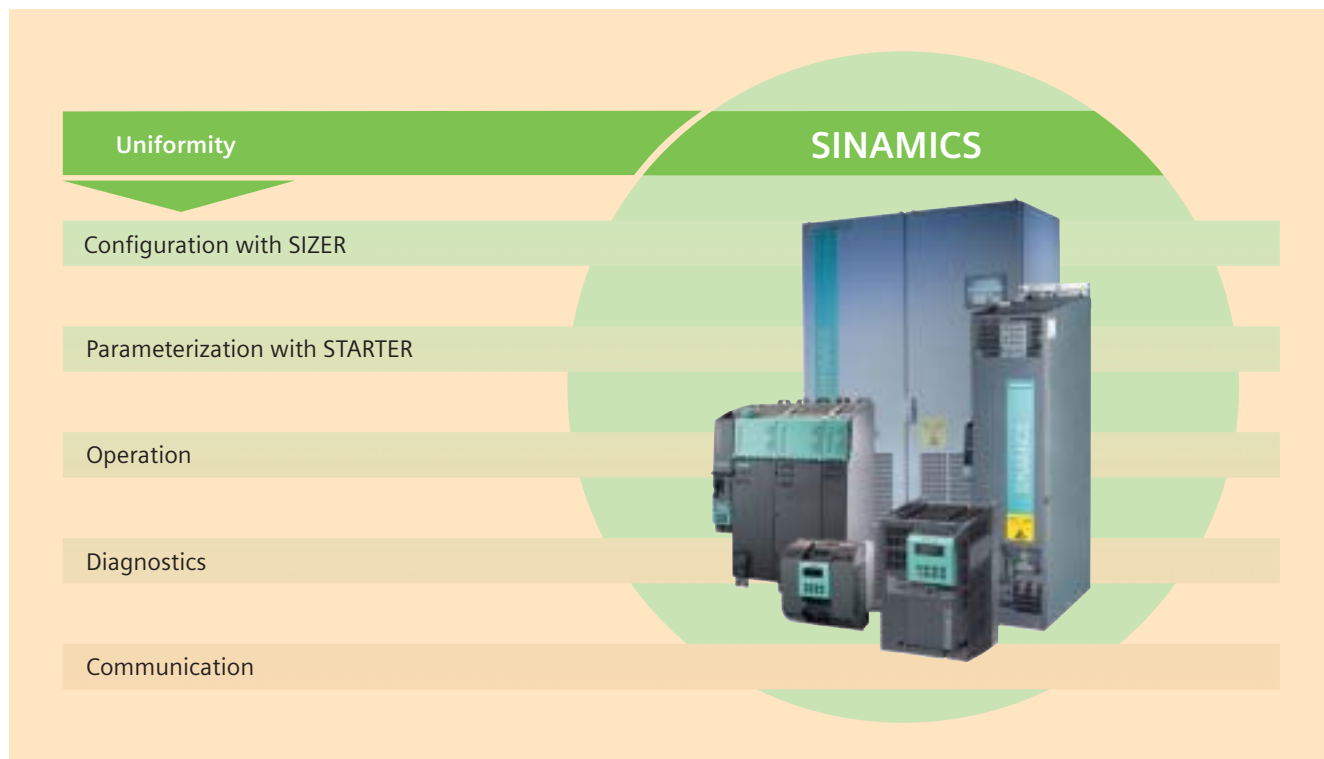 Uniformity
SINAMICS
Configuration with SIZER
Parameterization with STARTER
Operation
Diagnostics
Communication